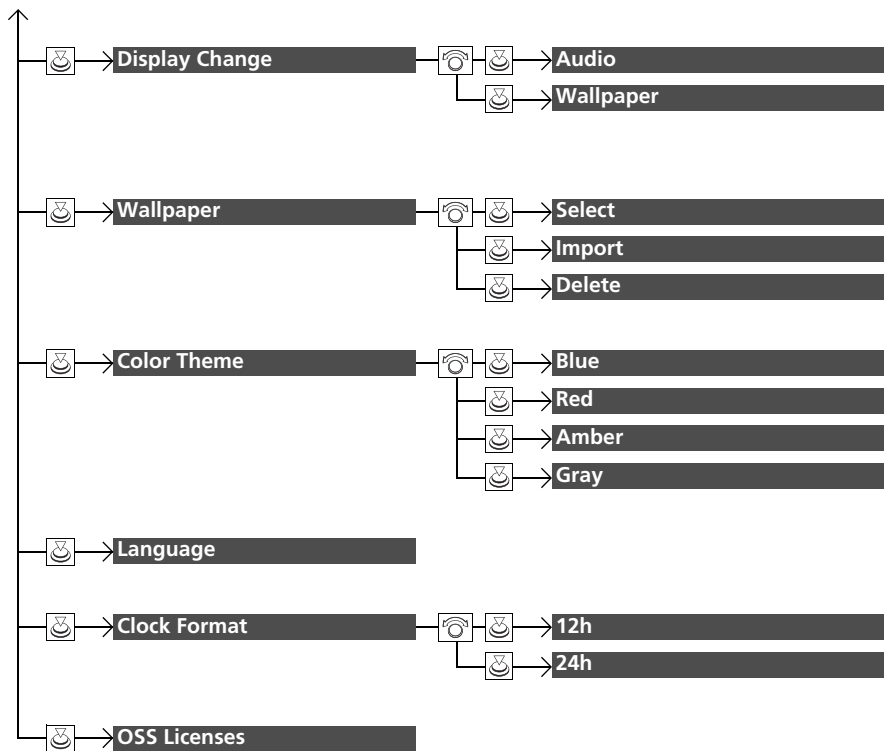 Display Change
Audio
Wallpaper
Wallpaper
Select
Import
Delete
Color Theme
Blue
Red
Amber
Gray
Language
Clock Format
12h
24h
OSS Licenses